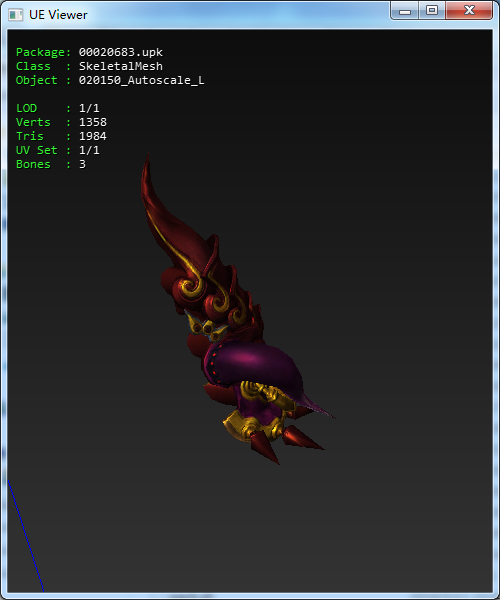 UE Viewer
Package: 00020683.upk
Class : SkeletalMesh
Object : 020150_Autoscale_L
LOD : 1/1
Verts : 1358
Tris : 1984
UV Set : 1/1
Bones : 3